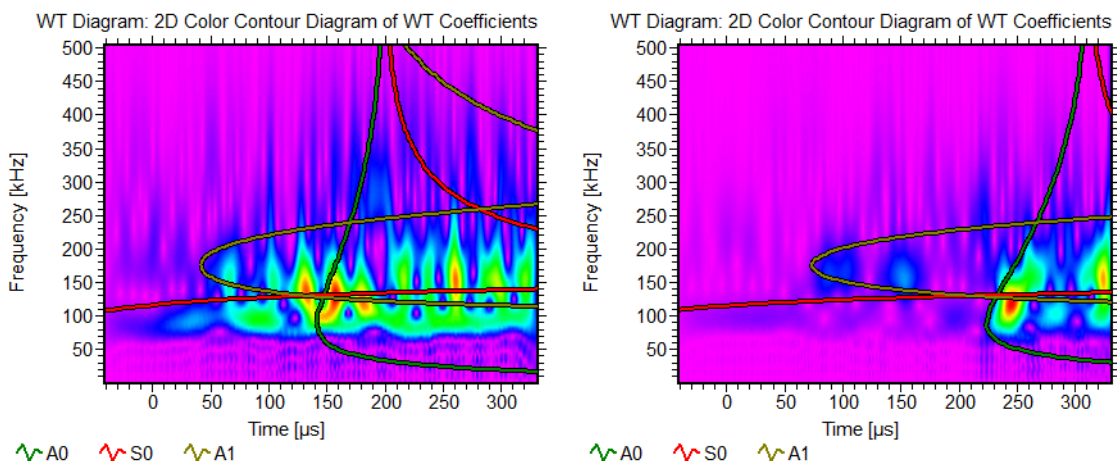 WT Diagram: 2D Color Contour Diagram of WT Coefficients
500
450
400
350
300
250
200
150
100
50
Frequency [kHz]
0 50 100 150 200 250 300
Time [µs]
A0 S0 A1
WT Diagram: 2D Color Contour Diagram of WT Coefficients
500
450
400
350
300
250
200
150
100
50
Frequency [kHz]
0 50 100 150 200 250 300
Time [µs]
A0 S0 A1